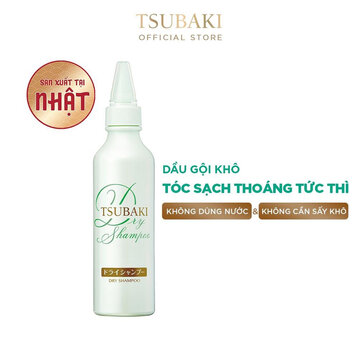 TSUBAKI
OFFICIAL STORE
SẢN XUẤT TẠI
NHẬT
TSUBAKI
Dry
Shampoo
ドライシャンプー
DRY SHAMPOO
DẦU GỘI KHÔ
TÓC SẠCH THOÁNG TỨC THÌ
KHÔNG DÙNG NƯỚC & KHÔNG CẦN SẤY KHÔ